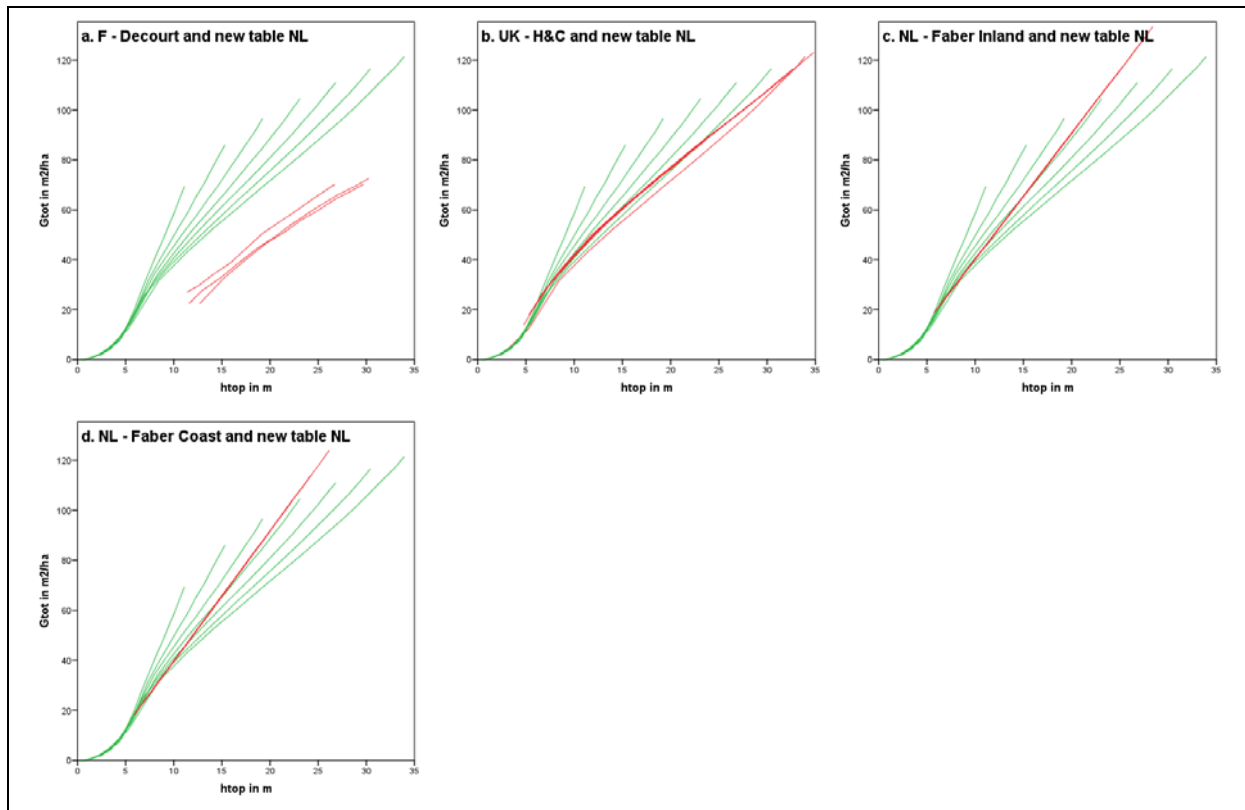 a. F - Decourt and new table NL
120
100
80
60
40
20
0
Gtot in m2/ha
0 5 10 15 20 25 30 35
htop in m
b. UK - H&C and new table NL
120
100
80
60
40
20
0
Gtot in m2/ha
0 5 10 15 20 25 30 35
htop in m
c. NL - Faber Inland and new table NL
120
100
80
60
40
20
0
Gtot in m2/ha
0 5 10 15 20 25 30 35
htop in m
d. NL - Faber Coast and new table NL
120
100
80
60
40
20
0
Gtot in m2/ha
0 5 10 15 20 25 30 35
htop in m